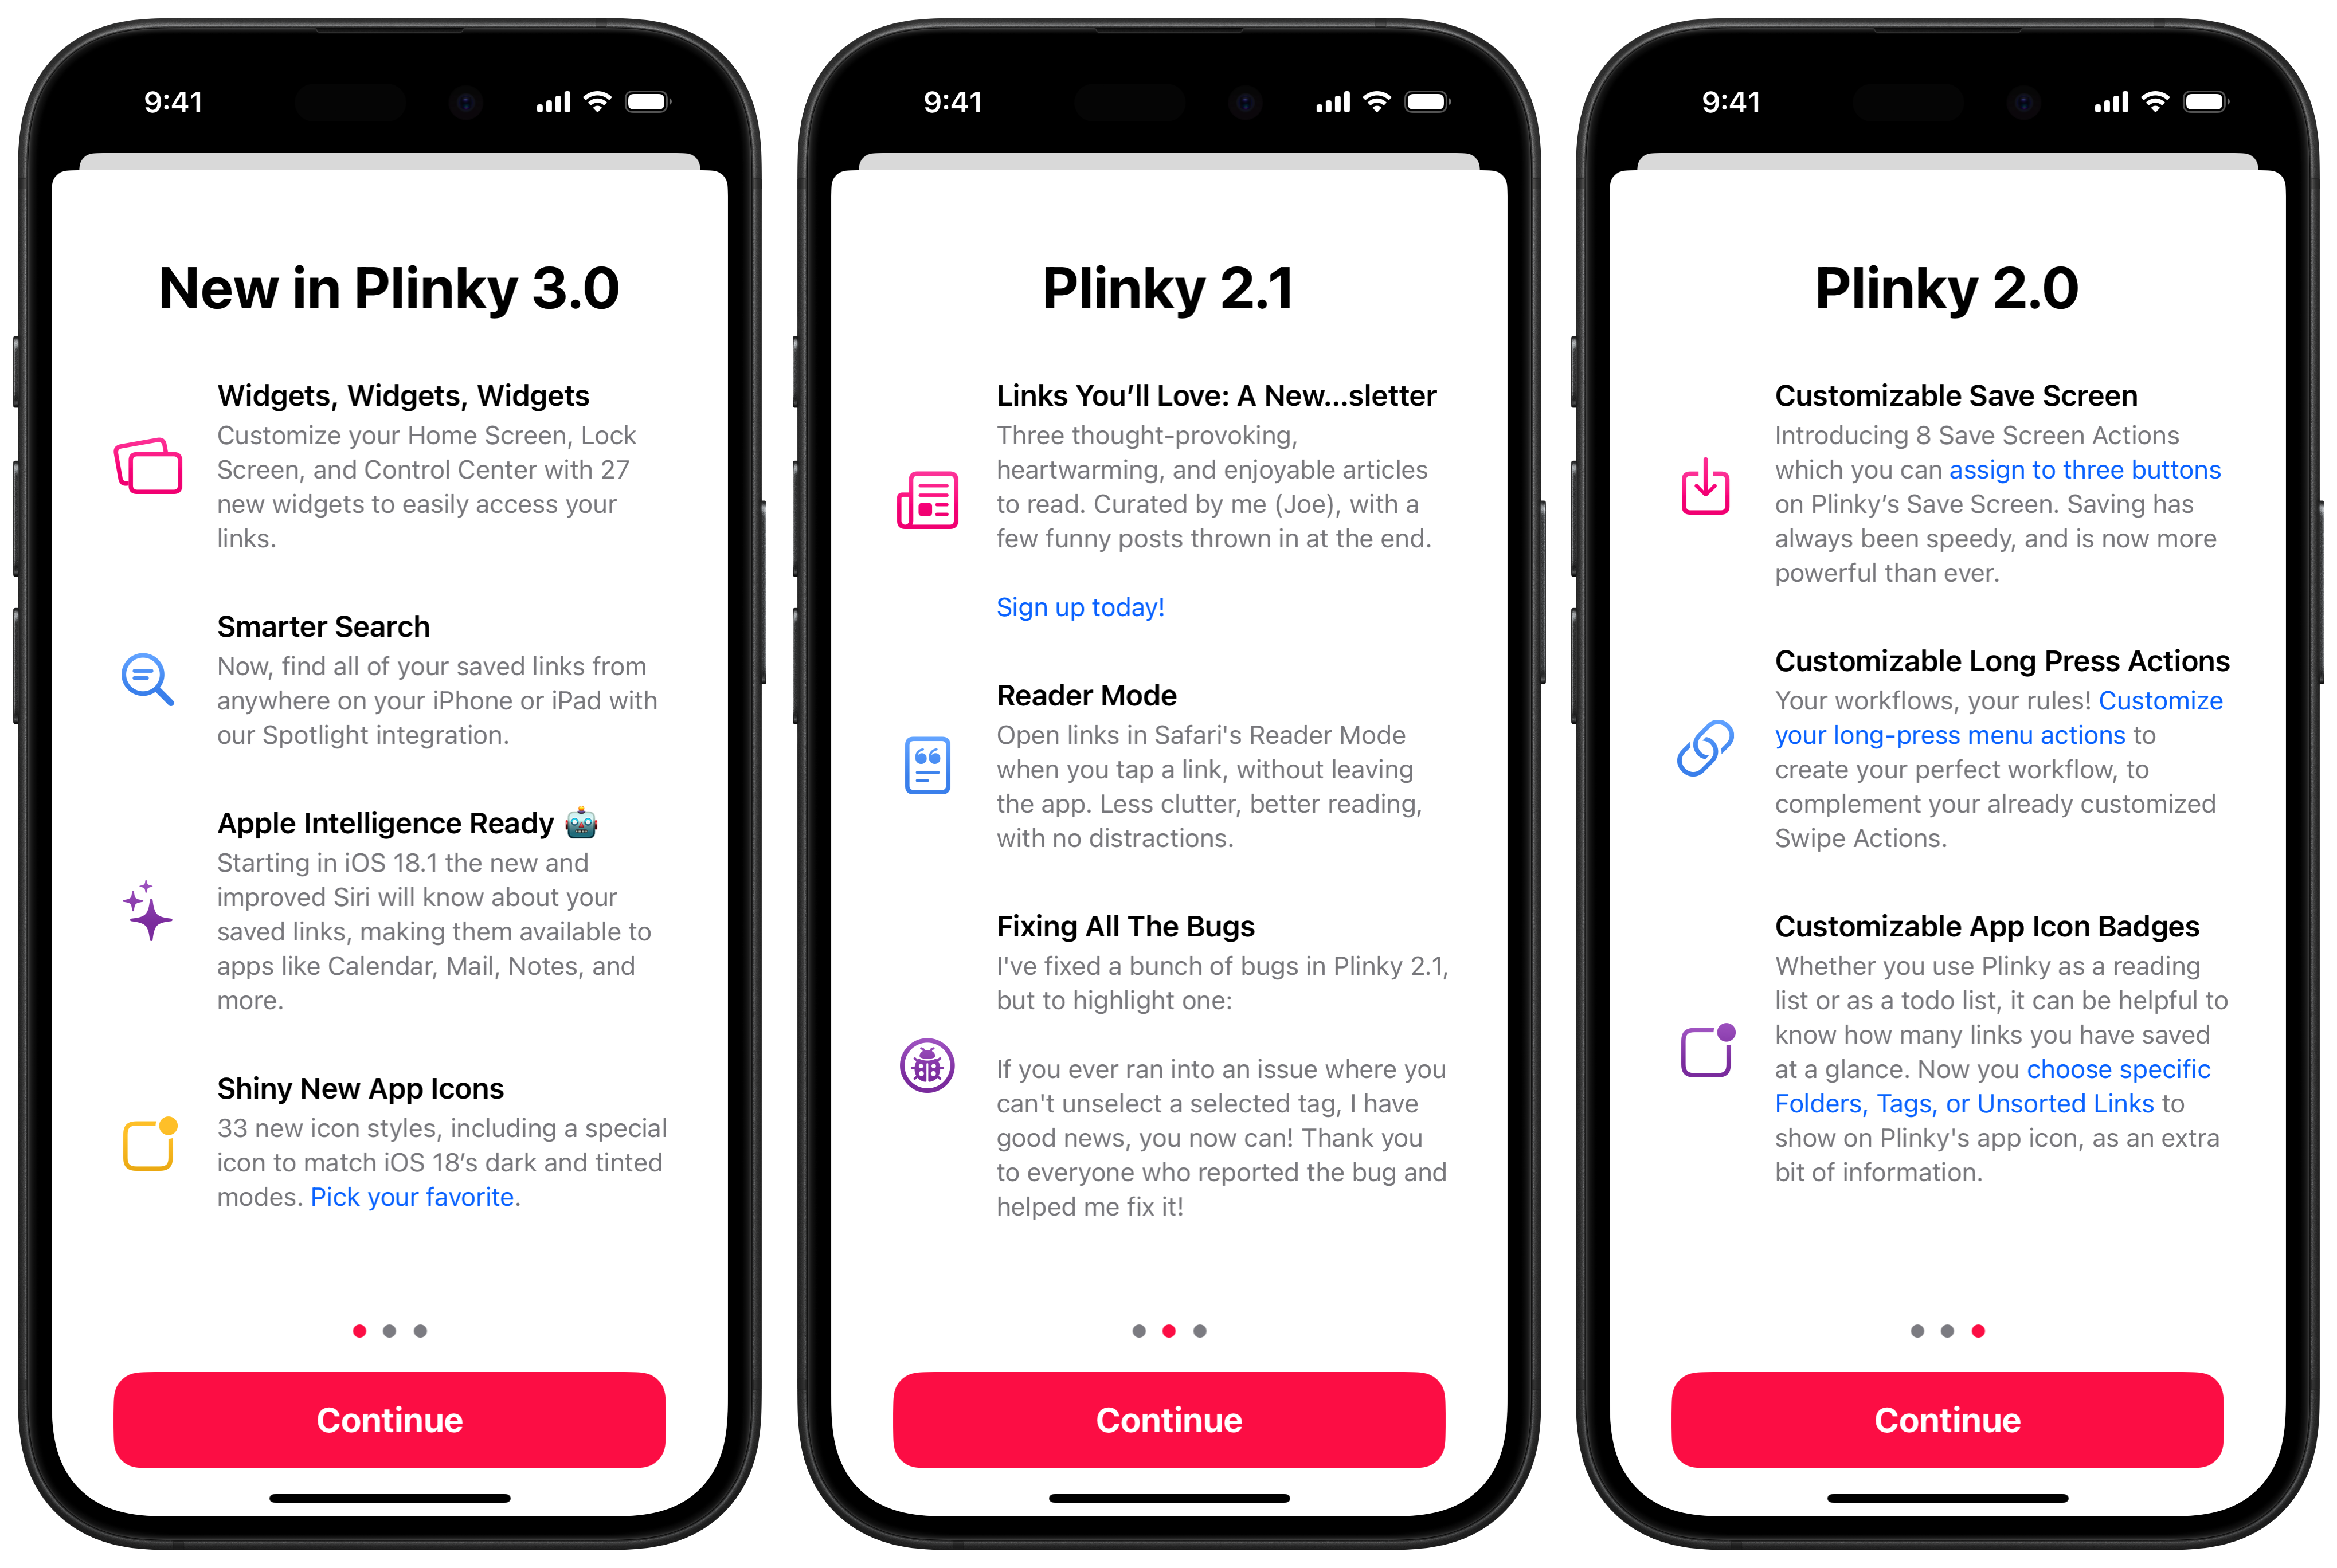 9:41
New in Plinky 3.0
Widgets, Widgets, Widgets
Customize your Home Screen, Lock
Screen, and Control Center with 27
new widgets to easily access your
links.
Smarter Search
Now, find all of your saved links from
anywhere on your iPhone or iPad with
our Spotlight integration.
Apple Intelligence Ready 🤖
Starting in iOS 18.1 the new and
improved Siri will know about your
saved links, making them available to
apps like Calendar, Mail, Notes, and
more.
Shiny New App Icons
33 new icon styles, including a special
icon to match iOS 18’s dark and tinted
modes. Pick your favorite.
Continue
9:41
Plinky 2.1
Links You’ll Love: A New...sletter
Three thought-provoking,
heartwarming, and enjoyable articles
to read. Curated by me (Joe), with a
few funny posts thrown in at the end.
Sign up today!
Reader Mode
Open links in Safari's Reader Mode
when you tap a link, without leaving
the app. Less clutter, better reading,
with no distractions.
Fixing All The Bugs
I've fixed a bunch of bugs in Plinky 2.1,
but to highlight one:
If you ever ran into an issue where you
can't unselect a selected tag, I have
good news, you now can! Thank you
to everyone who reported the bug and
helped me fix it!
Continue
9:41
Plinky 2.0
Customizable Save Screen
Introducing 8 Save Screen Actions
which you can assign to three buttons
on Plinky’s Save Screen. Saving has
always been speedy, and is now more
powerful than ever.
Customizable Long Press Actions
Your workflows, your rules! Customize
your long-press menu actions to
create your perfect workflow, to
complement your already customized
Swipe Actions.
Customizable App Icon Badges
Whether you use Plinky as a reading
list or as a todo list, it can be helpful to
know how many links you have saved
at a glance. Now you choose specific
Folders, Tags, or Unsorted Links to
show on Plinky's app icon, as an extra
bit of information.
Continue